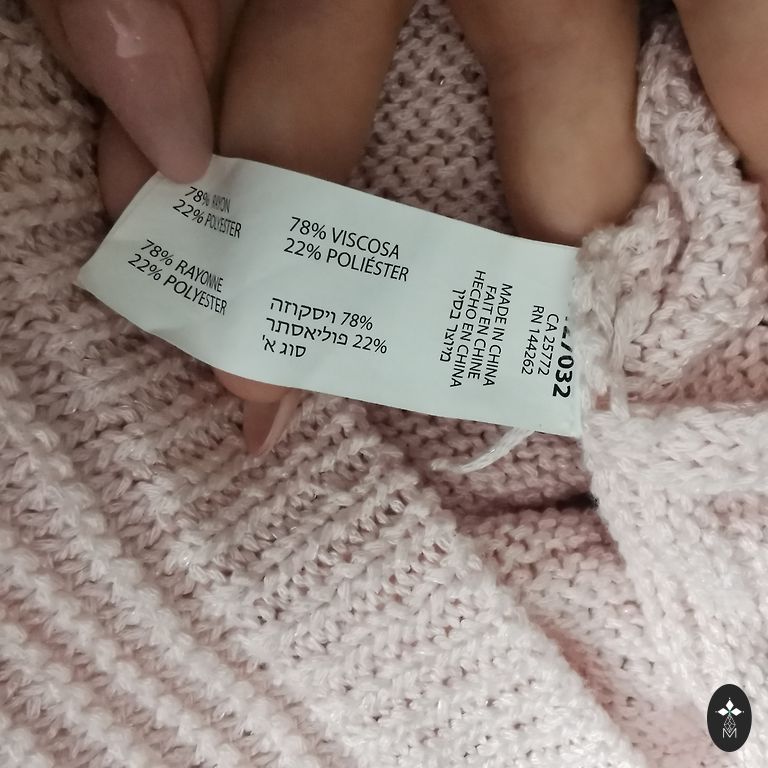 78% RAYON
22% POLYESTER
78% RAYONNE
22% POLYESTER
78% VISCOSA
22% POLIÉSTER
78% ויסקוזה
22% פוליאסתר
סוג א'
MADE IN CHINA
FAIT EN CHINE
HECHO EN CHINA
מיוצר בסין
CA 25772
RN 144262
M